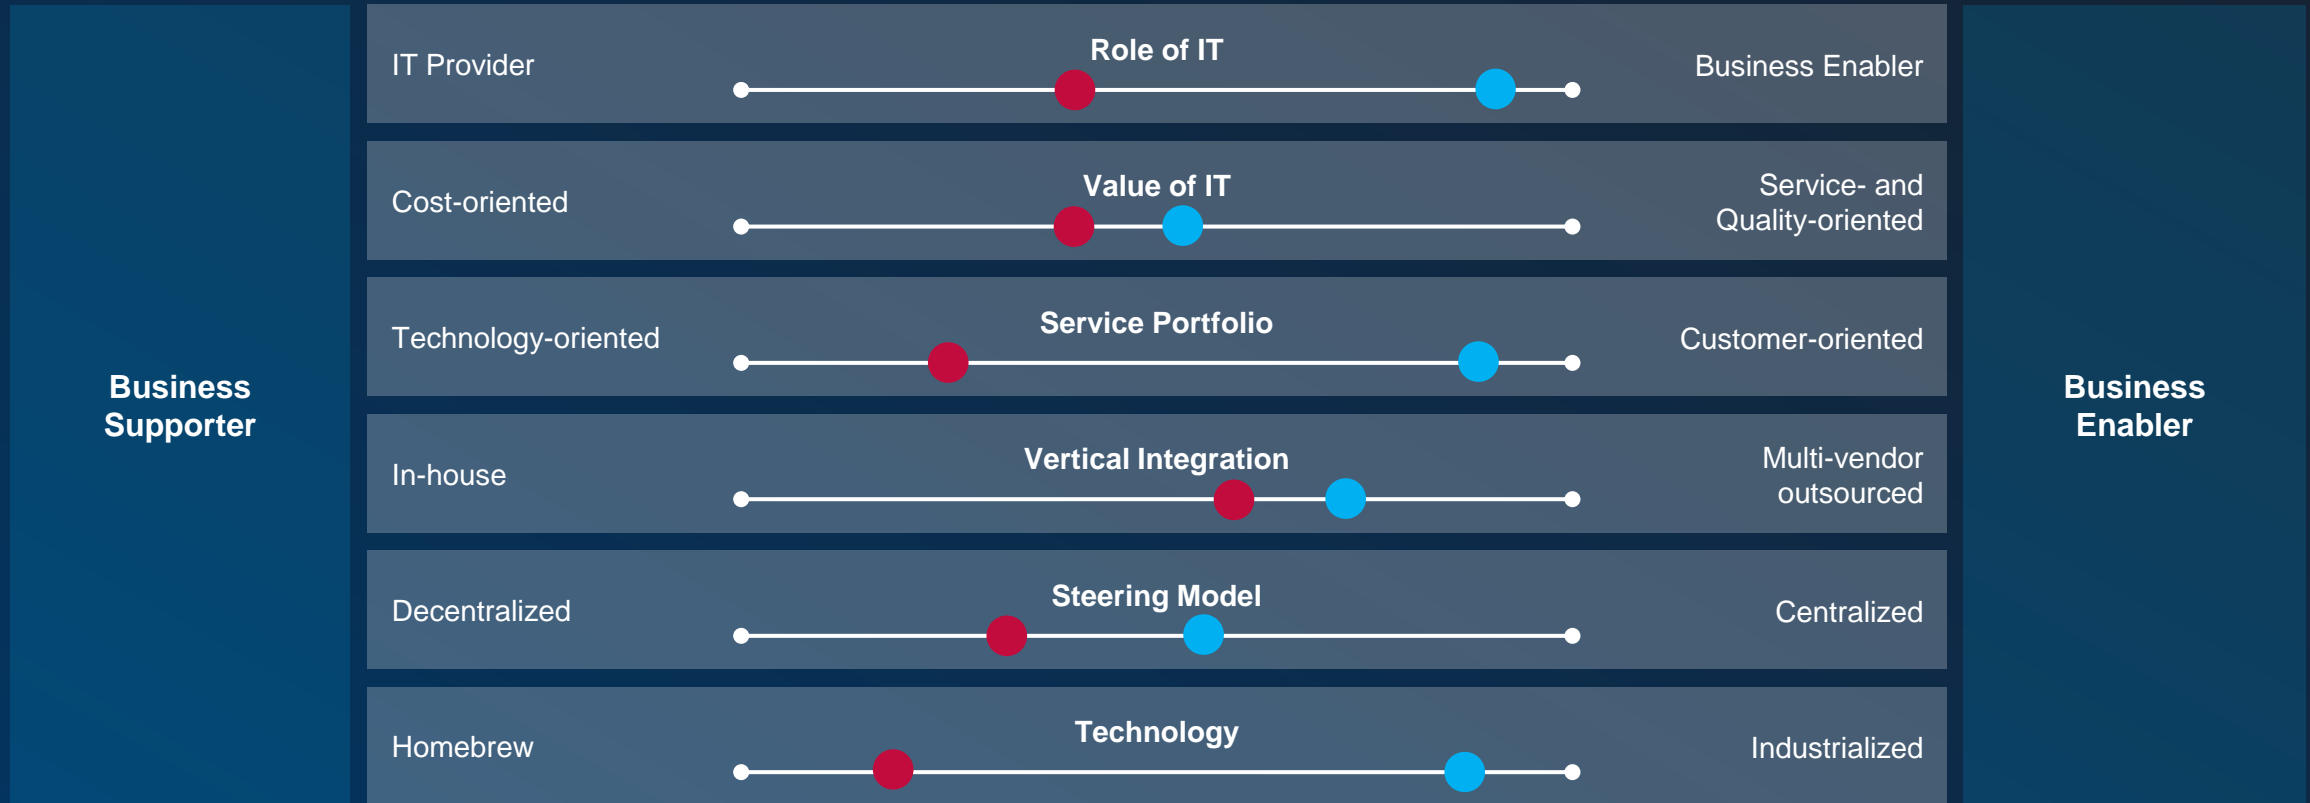 Business
Supporter
IT Provider
Role of IT
Business Enabler
Cost-oriented
Value of IT
Service- and
Quality-oriented
Technology-oriented
Service Portfolio
Customer-oriented
In-house
Vertical Integration
Multi-vendor
outsourced
Decentralized
Steering Model
Centralized
Homebrew
Technology
Industrialized
Business
Enabler